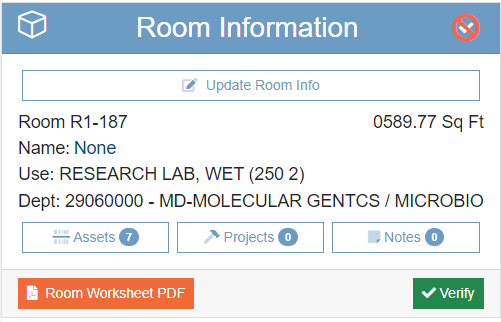 Room Information
Update Room Info
Room R1-187 0589.77 Sq Ft
Name: None
Use: RESEARCH LAB, WET (250 2)
Dept: 29060000 - MD-MOLECULAR GENTCS / MICROBIO
Assets 7 Projects 0 Notes 0
Room Worksheet PDF Verify